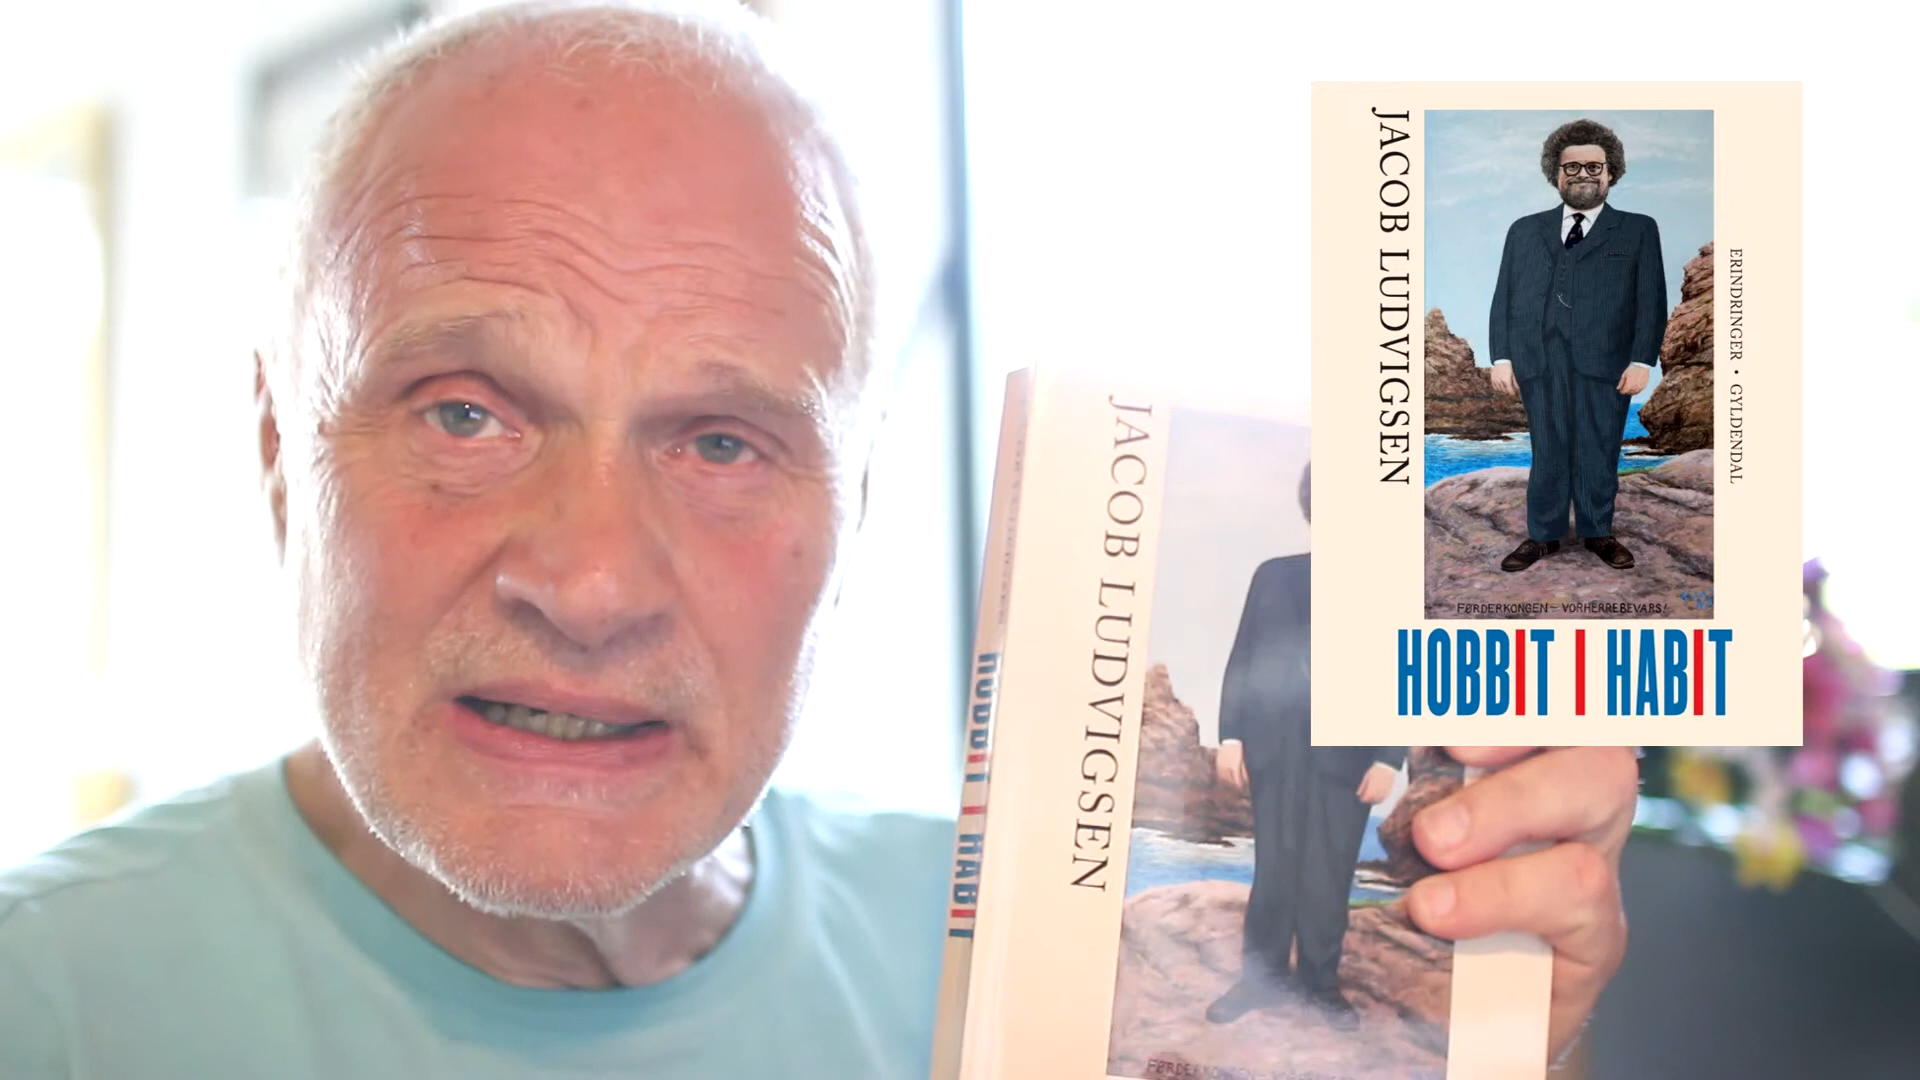 JACOB LUDVIGSEN
HOBBIT I HABIT
JACOB LUDVIGSEN
ERINDRINGER • GYLDENDAL
FØRDERKONGEN – VORHERREBEVARS!
HOBBIT I HABIT